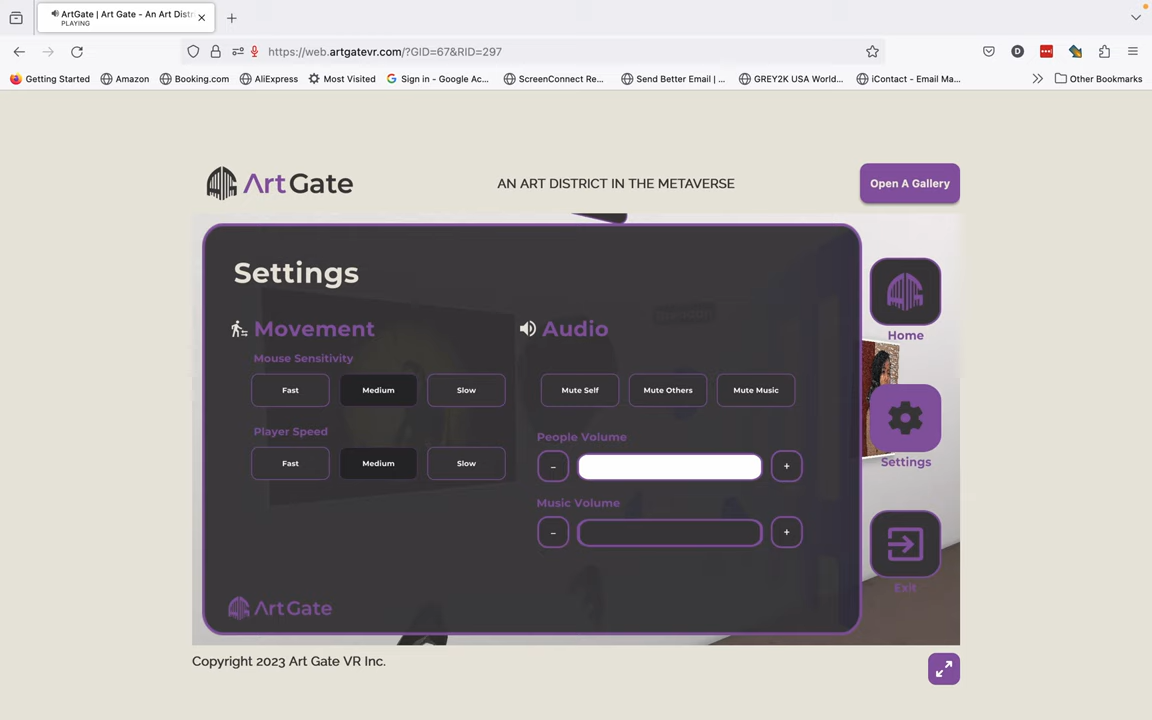 ArtGate | Art Gate - An Art Distr
PLAYING
https://web.artgatevr.com/?GID=67&RID=297
Getting Started Amazon Booking.com AliExpress Most Visited Sign in - Google Ac... ScreenConnect Re... Send Better Email | ... GREY2K USA World... iContact - Email Ma... Other Bookmarks
ArtGate AN ART DISTRICT IN THE METAVERSE Open A Gallery
Settings
Movement Audio
Home
Mouse Sensitivity
Fast Medium Slow Mute Self Mute Others Mute Music
Player Speed People Volume
Fast Medium Slow - +
Settings
Music Volume
- +
Exit
ArtGate
Copyright 2023 Art Gate VR Inc.